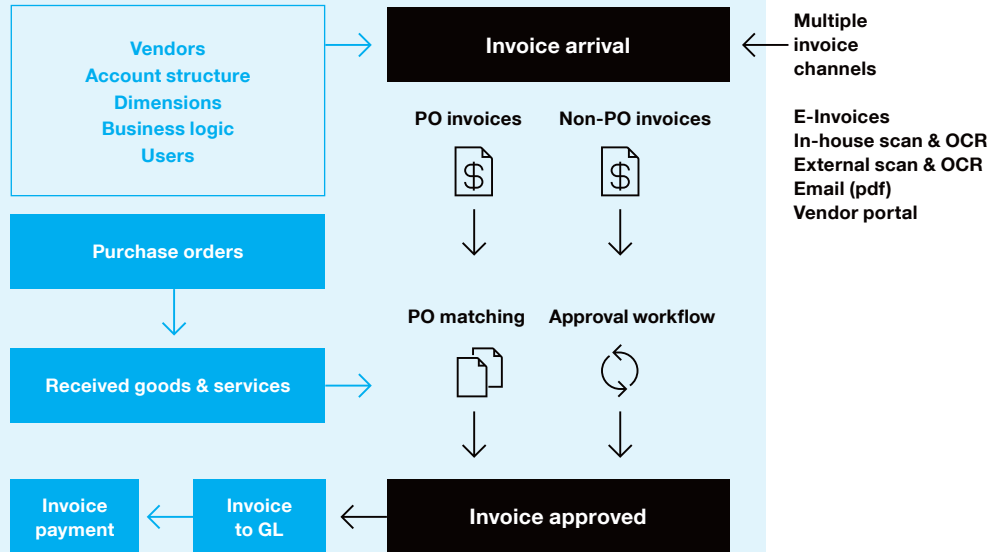 Vendors
Account structure
Dimensions
Business logic
Users
Invoice arrival
Multiple
invoice
channels
E-Invoices
In-house scan & OCR
External scan & OCR
Email (pdf)
Vendor portal
PO invoices
Non-PO invoices
$
$
Purchase orders
PO matching
Approval workflow
Received goods & services
Invoice
payment
Invoice
to GL
Invoice approved